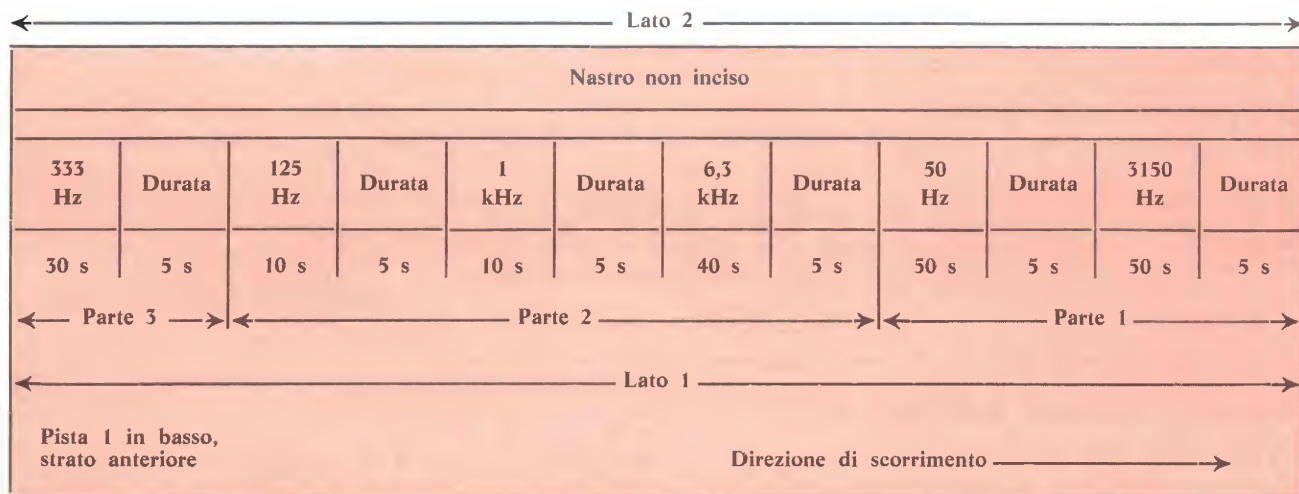 Lato 2
Nastro non inciso
333 Hz Durata 125 Hz Durata 1 kHz Durata 6,3 kHz Durata 50 Hz Durata 3150 Hz Durata
30 s 5 s 10 s 5 s 10 s 5 s 40 s 5 s 50 s 5 s 50 s 5 s
Parte 3 Parte 2 Parte 1
Lato 1
Pista 1 in basso,
strato anteriore
Direzione di scorrimento